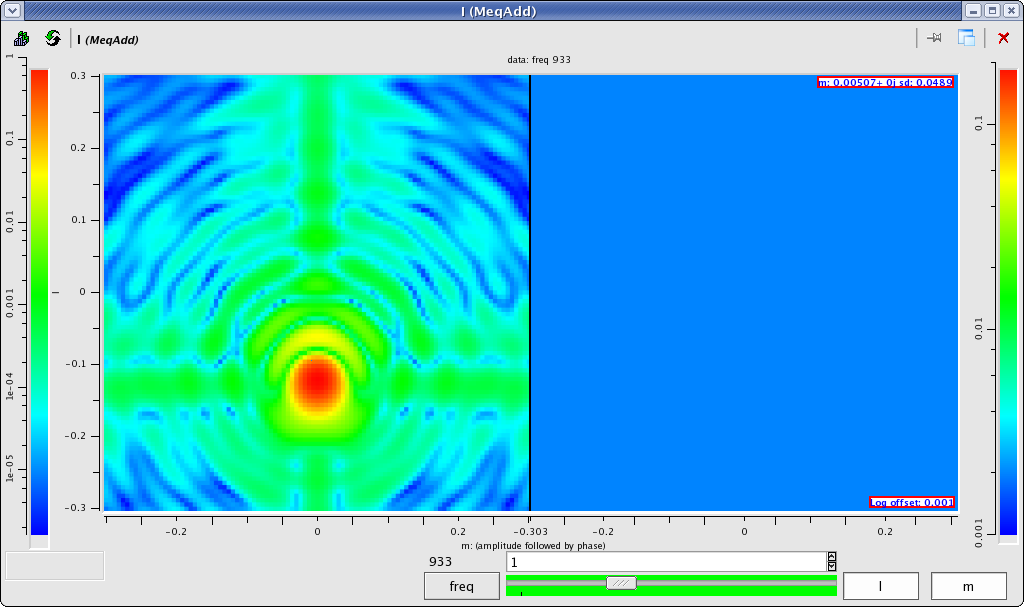 I (MeqAdd)
I (MeqAdd)
data: freq 933
1
0.1
0.01
0.001
1e-04
1e-05
0.3
0.2
0.1
0
-0.1
-0.2
-0.3
l
m: 0.00507+ 0j sd: 0.0489
Log offset: 0.001
0.1
0.01
0.001
-0.2
0
0.2
-0.303
-0.2
0
0.2
m: (amplitude followed by phase)
933
1
freq
l
m